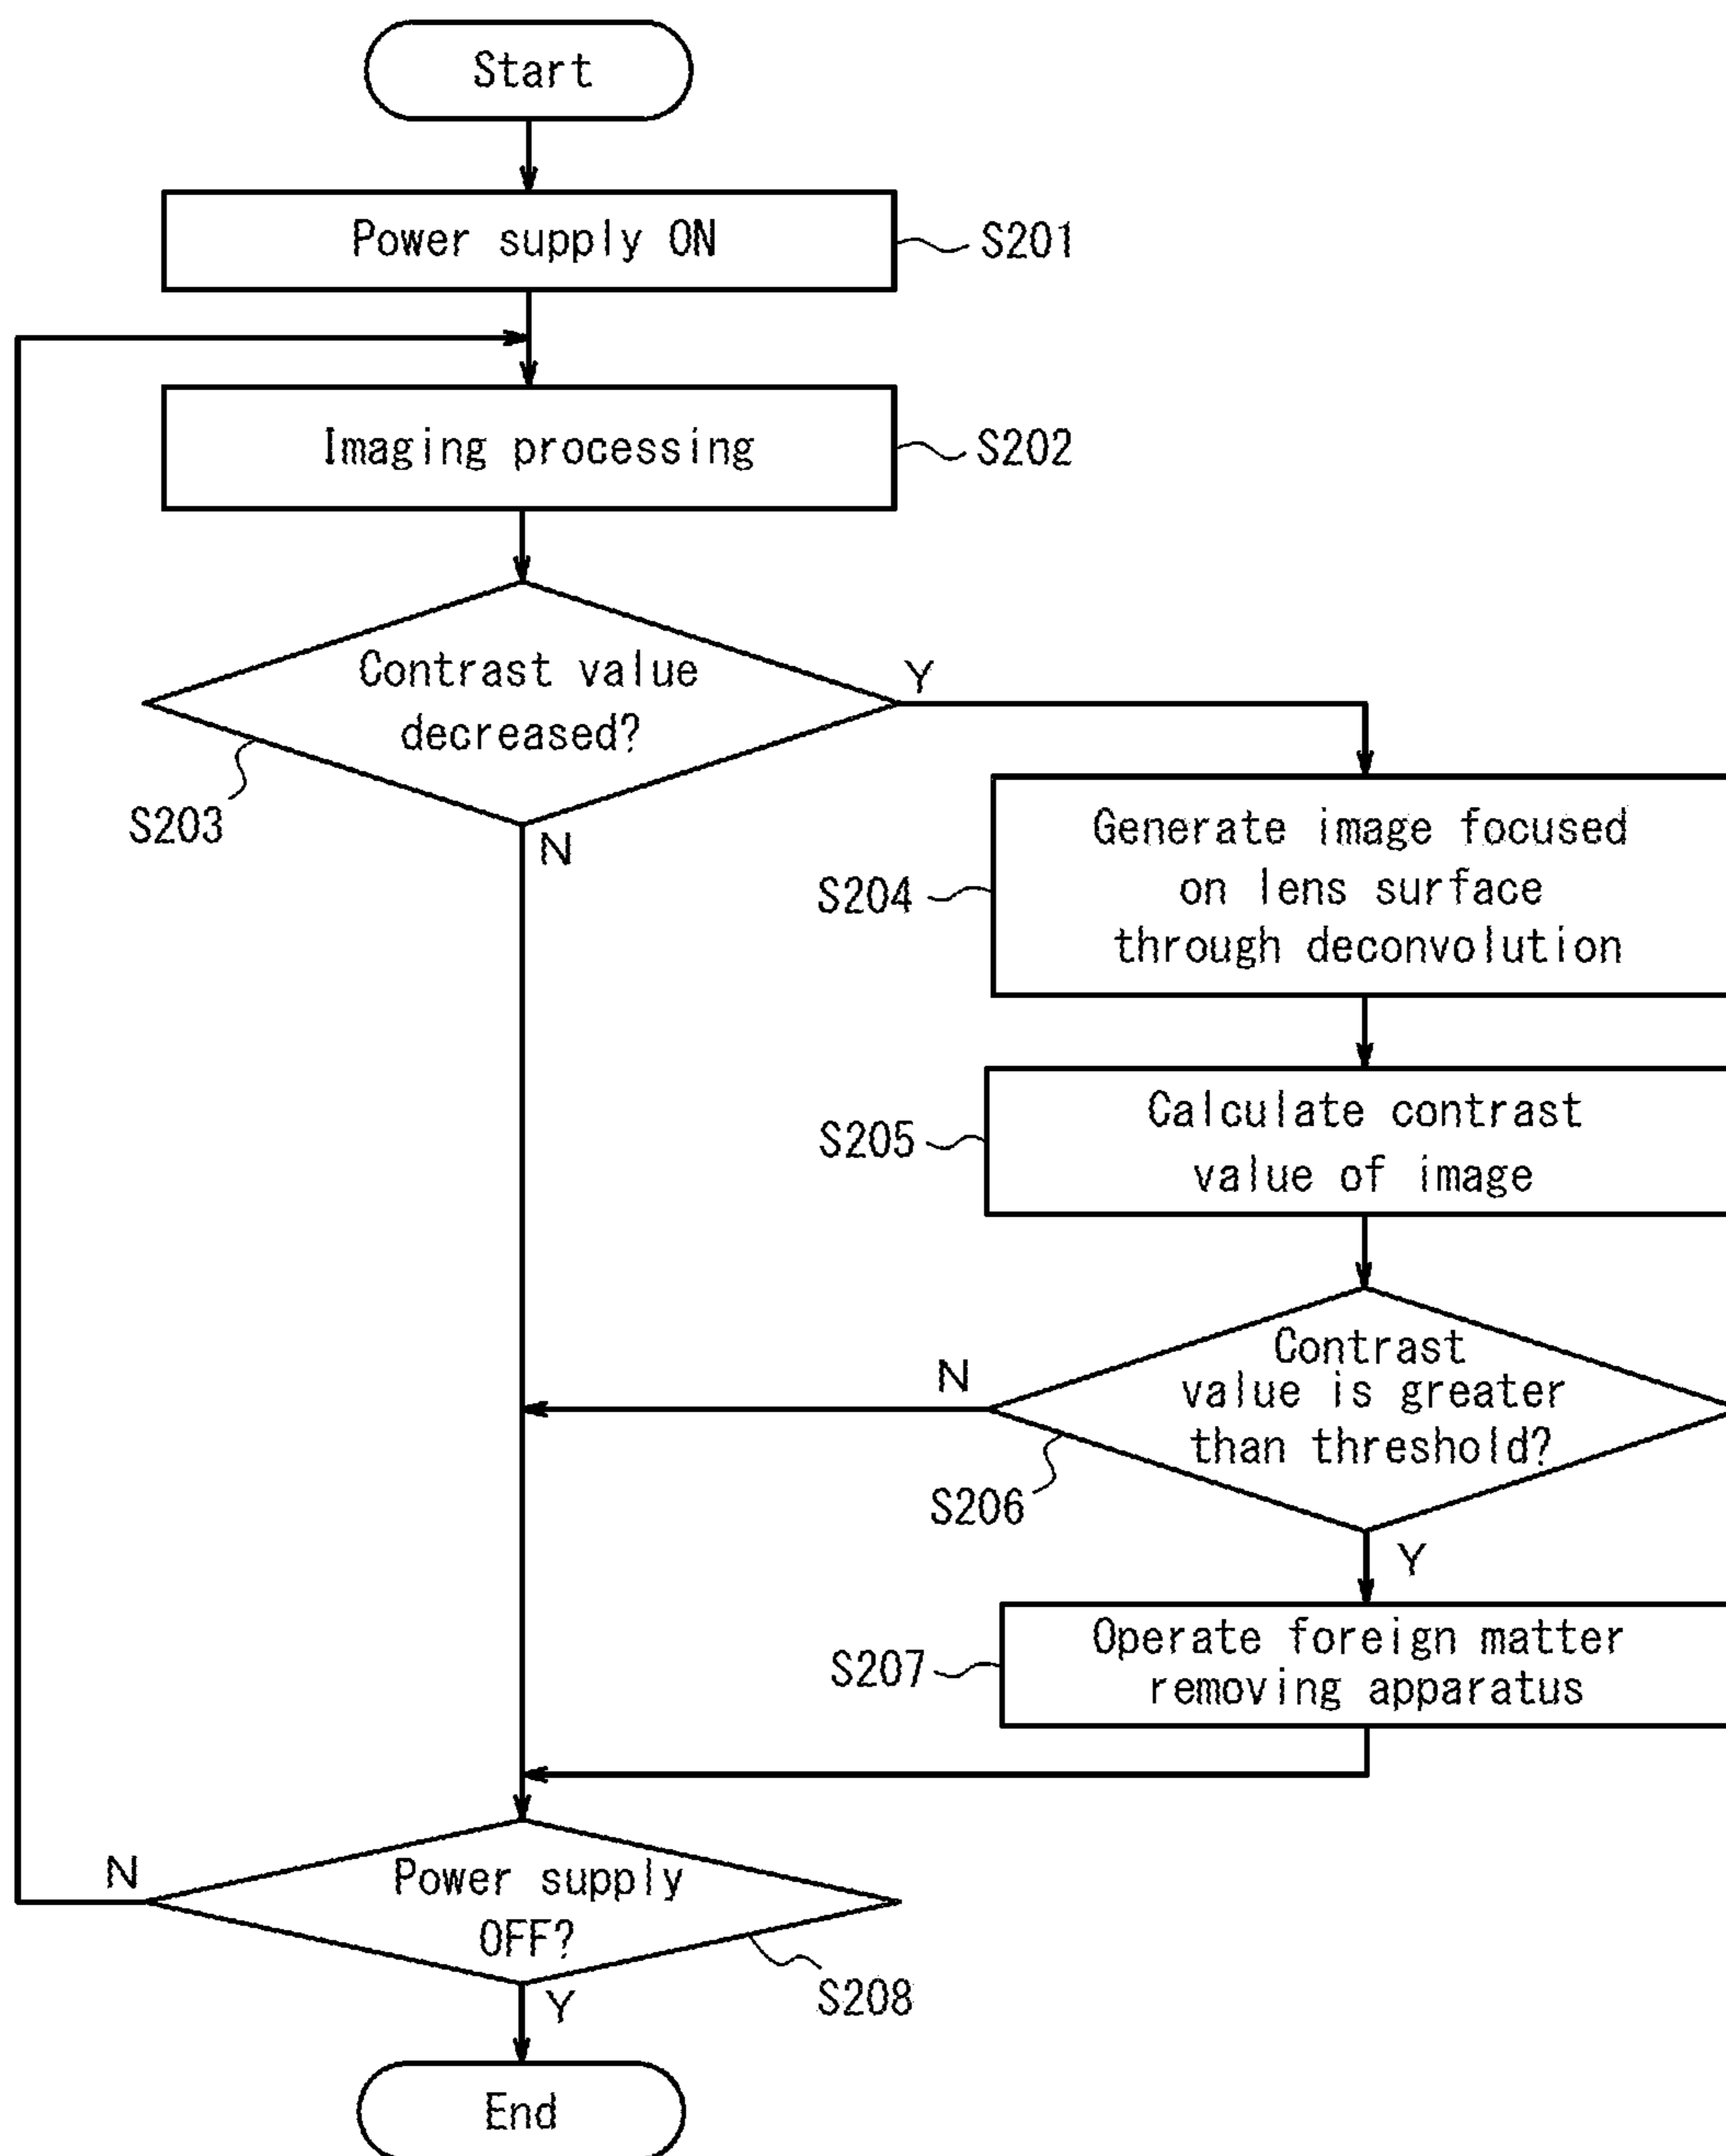 Start
Power supply ON
S201
Imaging processing
S202
Contrast value
decreased?
Y
S203
N
Generate image focused
on lens surface
through deconvolution
S204
Calculate contrast
value of image
S205
Contrast
value is greater
than threshold?
N
S206
Y
Operate foreign matter
removing apparatus
S207
Power supply
OFF?
N
S208
Y
End